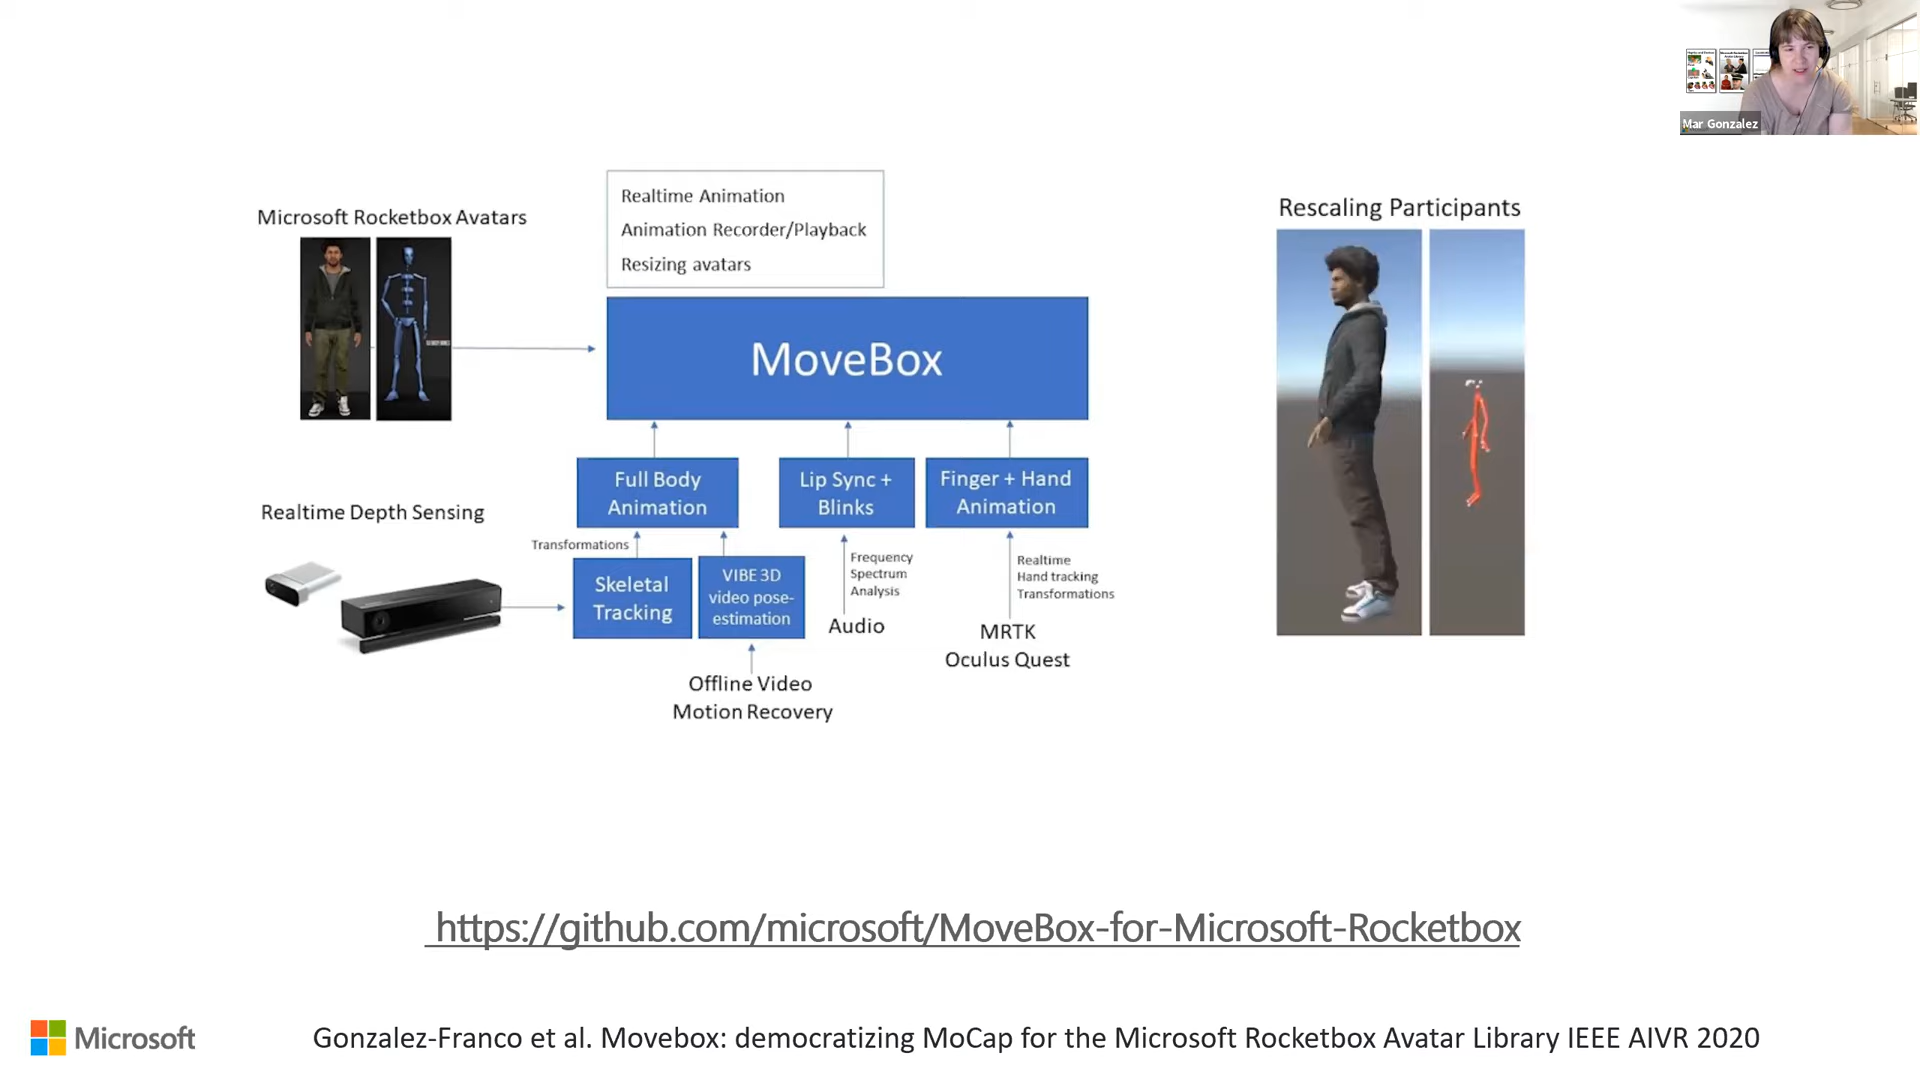 Mar Gonzalez
Microsoft Rocketbox Avatars
Realtime Animation
Animation Recorder/Playback
Resizing avatars
MoveBox
Rescaling Participants
Full Body
Animation
Lip Sync +
Blinks
Finger + Hand
Animation
Realtime Depth Sensing
Transformations
Skeletal
Tracking
VIBE 3D
video pose-
estimation
Frequency
Spectrum
Analysis
Realtime
Hand tracking
Transformations
Audio
MRTK
Oculus Quest
Offline Video
Motion Recovery
https://github.com/microsoft/MoveBox-for-Microsoft-Rocketbox
Microsoft
Gonzalez-Franco et al. Movebox: democratizing MoCap for the Microsoft Rocketbox Avatar Library IEEE AIVR 2020